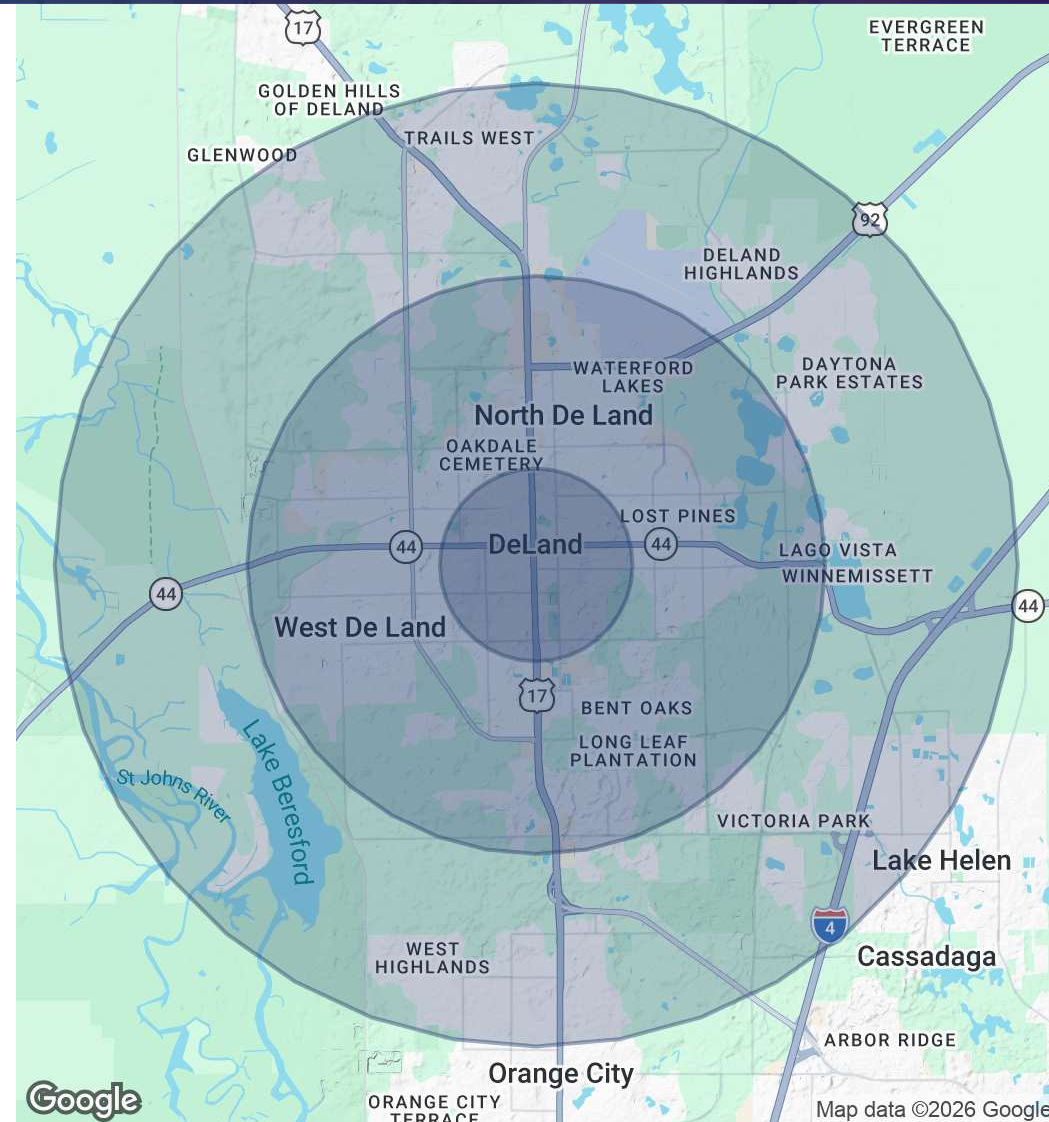 17
EVERGREEN
TERRACE
GOLDEN HILLS
OF DELAND
TRAILS WEST
GLENWOOD
92
DELAND
HIGHLANDS
WATERFORD
LAKES
DAYTONA
PARK ESTATES
North De Land
OAKDALE
CEMETERY
LOST PINES
44
DeLand
44
LAGO VISTA
WINNEMISSETT
44
44
West De Land
17
BENT OAKS
LONG LEAF
PLANTATION
Lake Beresford
St Johns River
VICTORIA PARK
Lake Helen
4
WEST
HIGHLANDS
Cassadaga
ARBOR RIDGE
Orange City
Google
ORANGE CITY
TERRACE
Map data ©2026 Google